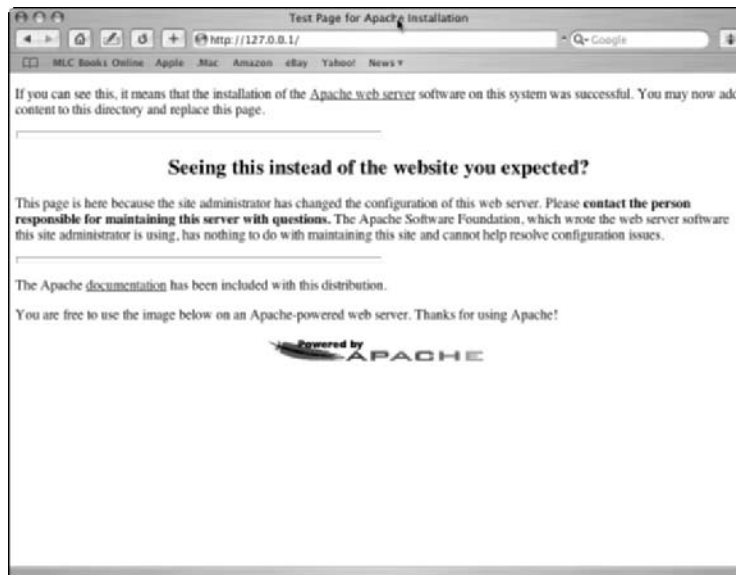 Test Page for Apache Installation
http://127.0.0.1/
Google
MLC Books Online Apple .Mac Amazon eBay Yahoo! News ▾
If you can see this, it means that the installation of the Apache web server software on this system was successful. You may now add
content to this directory and replace this page.
Seeing this instead of the website you expected?
This page is here because the site administrator has changed the configuration of this web server. Please contact the person
responsible for maintaining this server with questions. The Apache Software Foundation, which wrote the web server software
this site administrator is using, has nothing to do with maintaining this site and cannot help resolve configuration issues.
The Apache documentation has been included with this distribution.
You are free to use the image below on an Apache-powered web server. Thanks for using Apache!
Powered by
APACHE